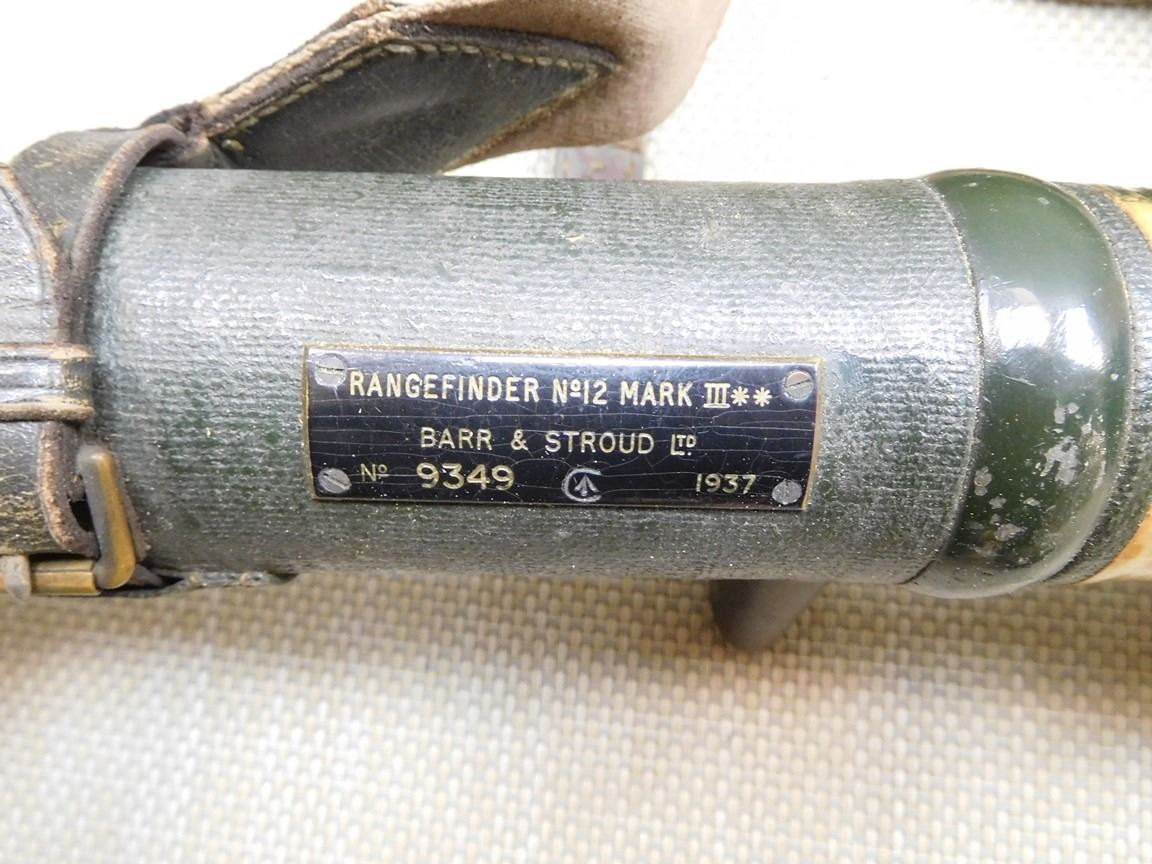 RANGEFINDER Nº12 MARK III**
BARR & STROUD LTD.
Nº 9349 C 1937